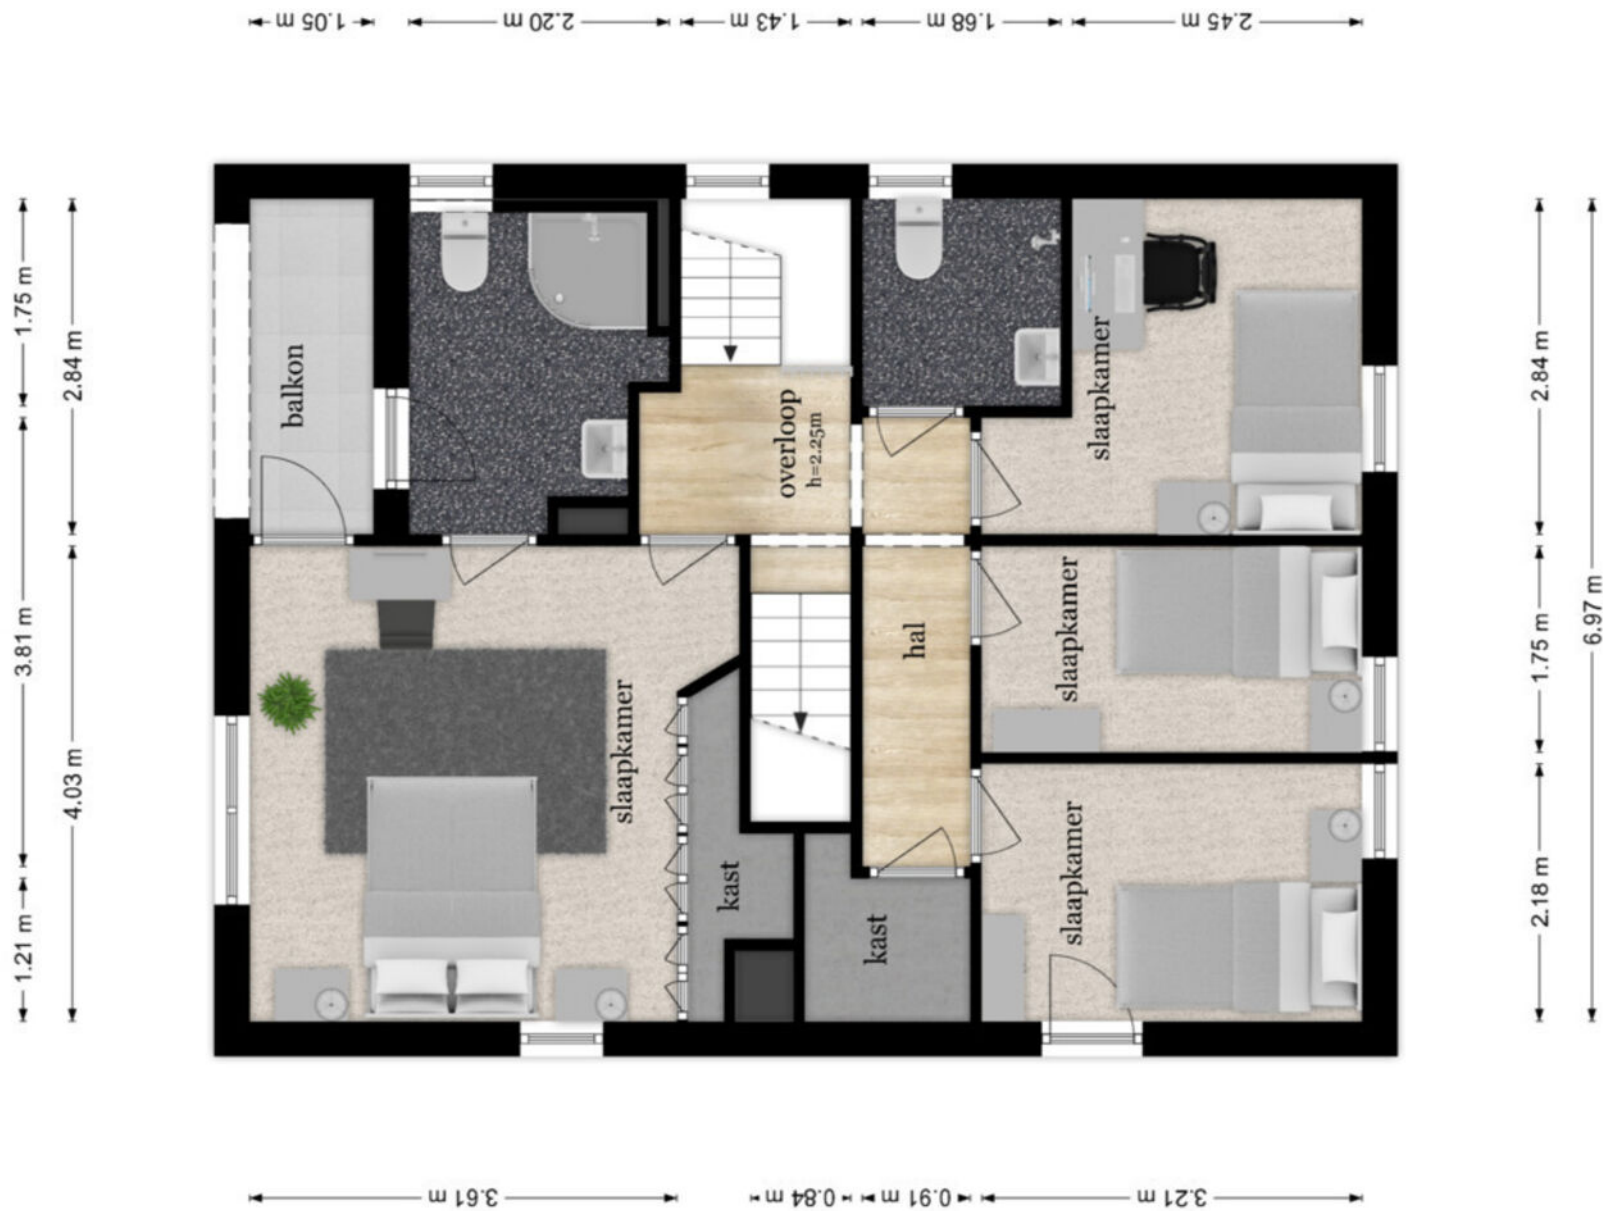 1.05 m
2.20 m
1.43 m
1.68 m
2.45 m
1.75 m
2.84 m
3.81 m
4.03 m
1.21 m
balkon
overloop
h=2.25m
slaapkamer
hal
slaapkamer
slaapkamer
kast
kast
slaapkamer
2.84 m
1.75 m
6.97 m
2.18 m
3.61 m
0.84 m
0.91 m
3.21 m